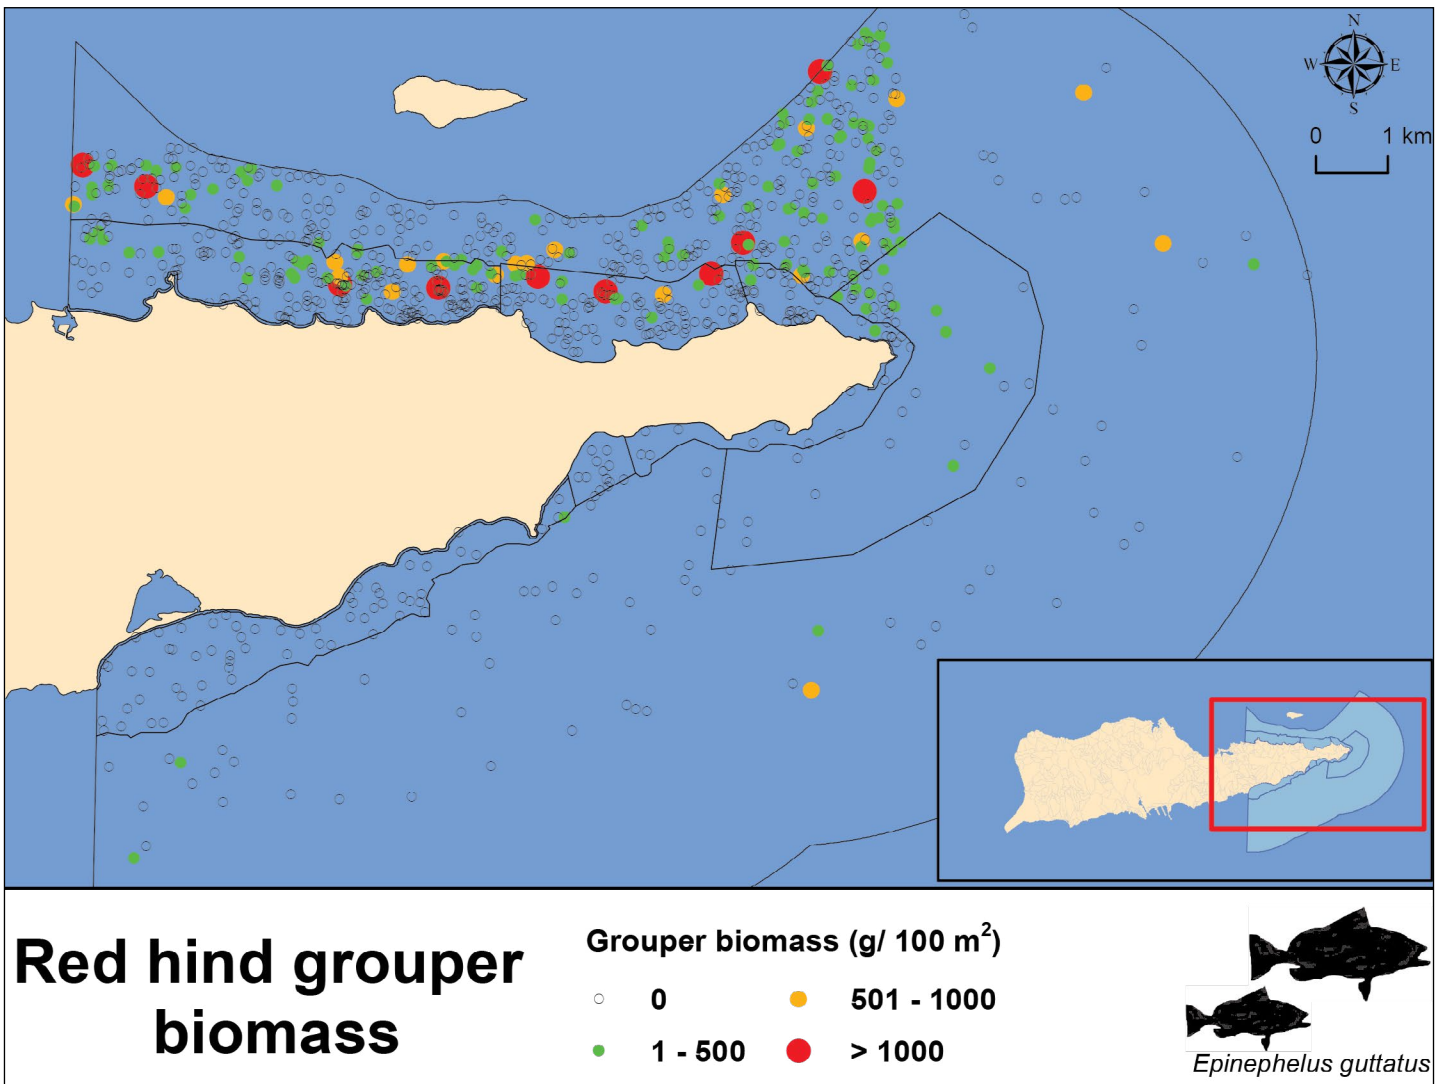 N
W E
S
0 1 km
Red hind grouper
biomass
Grouper biomass (g/ 100 m²)
0
501 - 1000
1 - 500
> 1000
Epinephelus guttatus